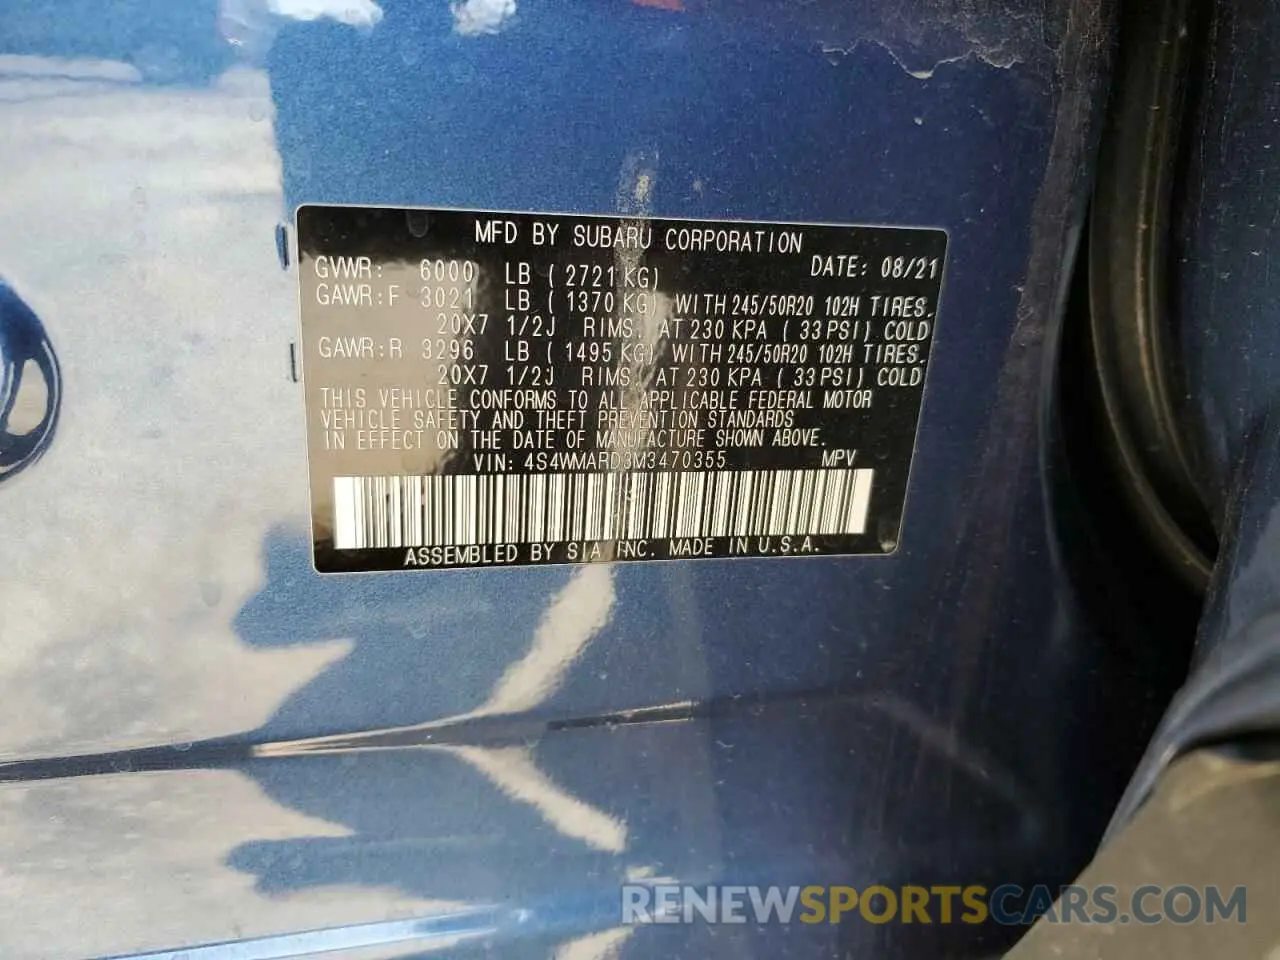 MFD BY SUBARU CORPORATION
GVWR: 6000 LB ( 2721 KG) DATE: 08/21
GAWR:F 3021 LB ( 1370 KG) WITH 245/50R20 102H TIRES.
20X7 1/2J RIMS. AT 230 KPA ( 33 PSI) COLD
GAWR:R 3296 LB ( 1495 KG) WITH 245/50R20 102H TIRES.
20X7 1/2J RIMS. AT 230 KPA ( 33 PSI) COLD
THIS VEHICLE CONFORMS TO ALL APPLICABLE FEDERAL MOTOR
VEHICLE SAFETY AND THEFT PREVENTION STANDARDS
IN EFFECT ON THE DATE OF MANUFACTURE SHOWN ABOVE.
VIN: 4S4WMARD3M3470355 MPV
ASSEMBLED BY SIA INC. MADE IN U.S.A.
RENEWSPORTSCARS.COM